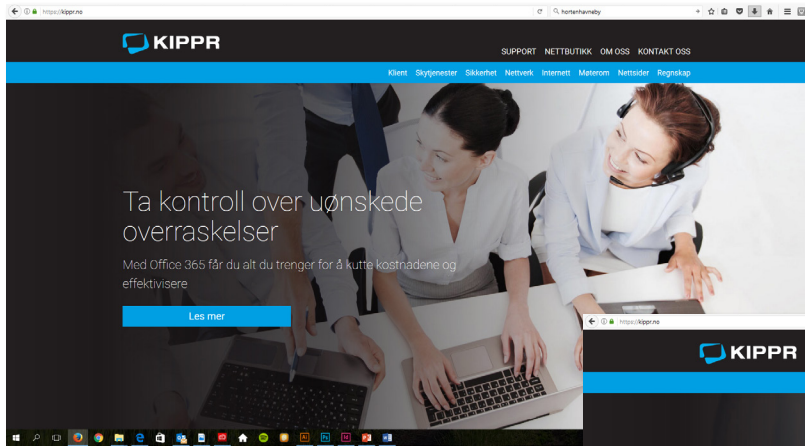 https://kippr.no
hortenhavneby
KIPPR
SUPPORT NETTBUTIKK OM OSS KONTAKT OSS
Klient Skytjenester Sikkerhet Nettverk Internett Møterom Nettsider Regnskap
Ta kontroll over uønskede
overraskelser
Med Office 365 får du alt du trenger for å kutte kostnadene og
effektivisere
Les mer
https://kippr.no
KIPPR